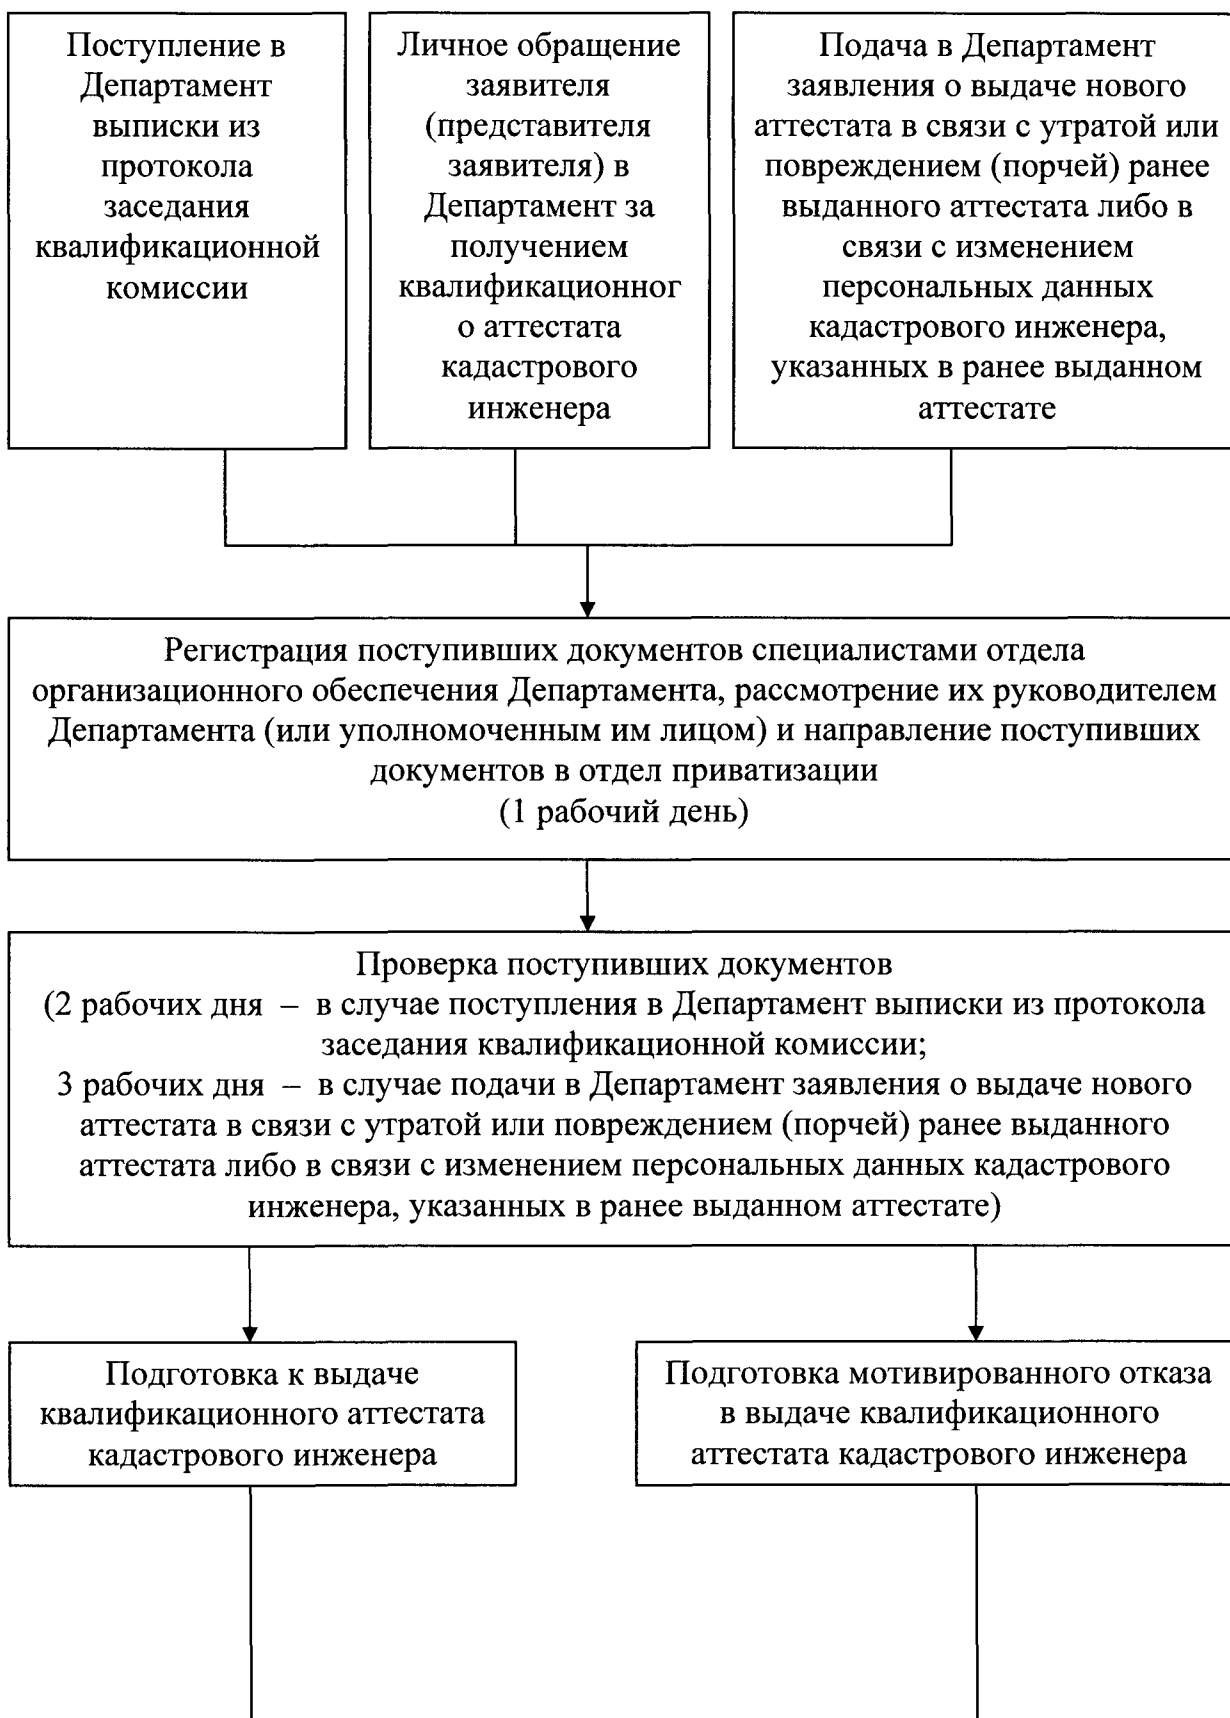 Поступление в
Департамент
выписки из
протокола
заседания
квалификационной
комиссии
Личное обращение
заявителя
(представителя
заявителя) в
Департамент за
получением
квалификационног
о аттестата
кадастрового
инженера
Подача в Департамент
заявления о выдаче нового
аттестата в связи с утратой или
повреждением (порчей) ранее
выданного аттестата либо в
связи с изменением
персональных данных
кадастрового инженера,
указанных в ранее выданном
аттестате
Регистрация поступивших документов специалистами отдела
организационного обеспечения Департамента, рассмотрение их руководителем
Департамента (или уполномоченным им лицом) и направление поступивших
документов в отдел приватизации
(1 рабочий день)
Проверка поступивших документов
(2 рабочих дня – в случае поступления в Департамент выписки из протокола
заседания квалификационной комиссии;
3 рабочих дня – в случае подачи в Департамент заявления о выдаче нового
аттестата в связи с утратой или повреждением (порчей) ранее выданного
аттестата либо в связи с изменением персональных данных кадастрового
инженера, указанных в ранее выданном аттестате)
Подготовка к выдаче
квалификационного аттестата
кадастрового инженера
Подготовка мотивированного отказа
в выдаче квалификационного
аттестата кадастрового инженера